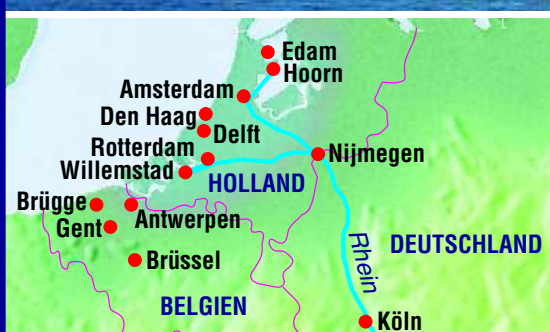 Edam
Hoorn
Amsterdam
Den Haag
Delft
Rotterdam
Nijmegen
Willemstad
HOLLAND
Brügge
Antwerpen
Gent
Rhein
DEUTSCHLAND
Brüssel
BELGIEN
Köln